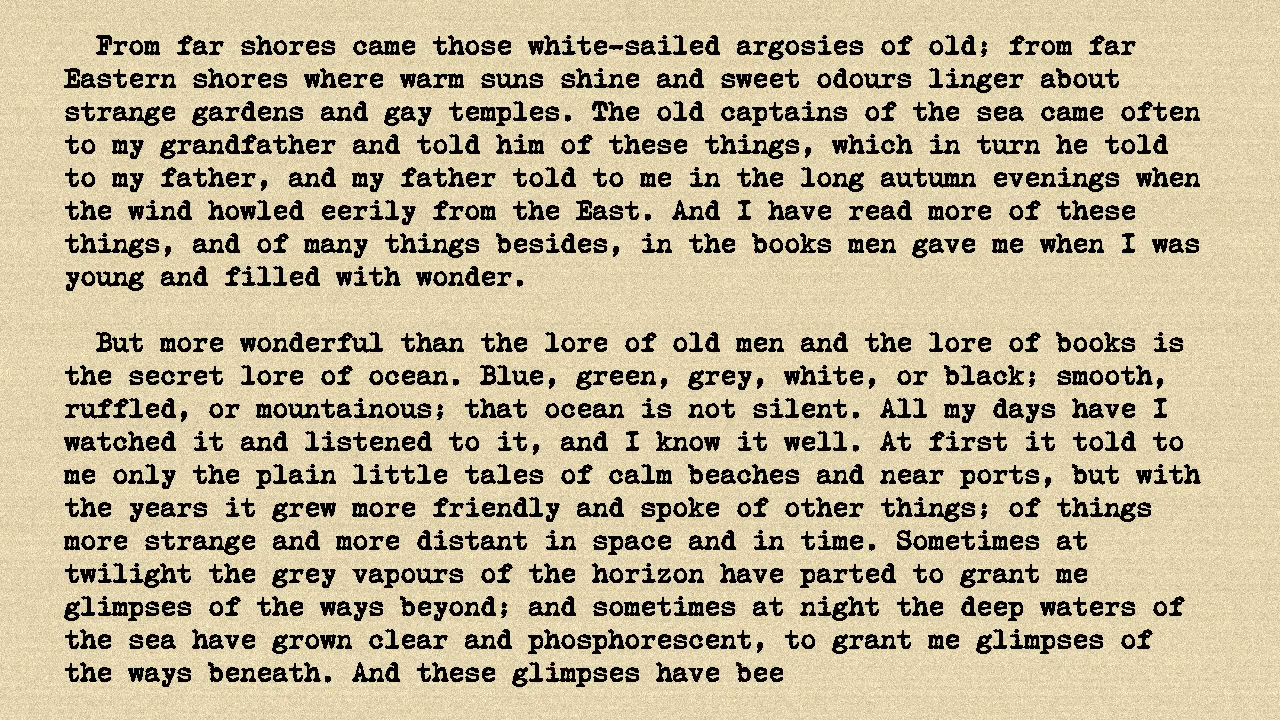 From far shores came those white-sailed argosies of old; from far
Eastern shores where warm suns shine and sweet odours linger about
strange gardens and gay temples. The old captains of the sea came often
to my grandfather and told him of these things, which in turn he told
to my father, and my father told to me in the long autumn evenings when
the wind howled eerily from the East. And I have read more of these
things, and of many things besides, in the books men gave me when I was
young and filled with wonder.

But more wonderful than the lore of old men and the lore of books is
the secret lore of ocean. Blue, green, grey, white, or black; smooth,
ruffled, or mountainous; that ocean is not silent. All my days have I
watched it and listened to it, and I know it well. At first it told to
me only the plain little tales of calm beaches and near ports, but with
the years it grew more friendly and spoke of other things; of things
more strange and more distant in space and in time. Sometimes at
twilight the grey vapours of the horizon have parted to grant me
glimpses of the ways beyond; and sometimes at night the deep waters of
the sea have grown clear and phosphorescent, to grant me glimpses of
the ways beneath. And these glimpses have bee